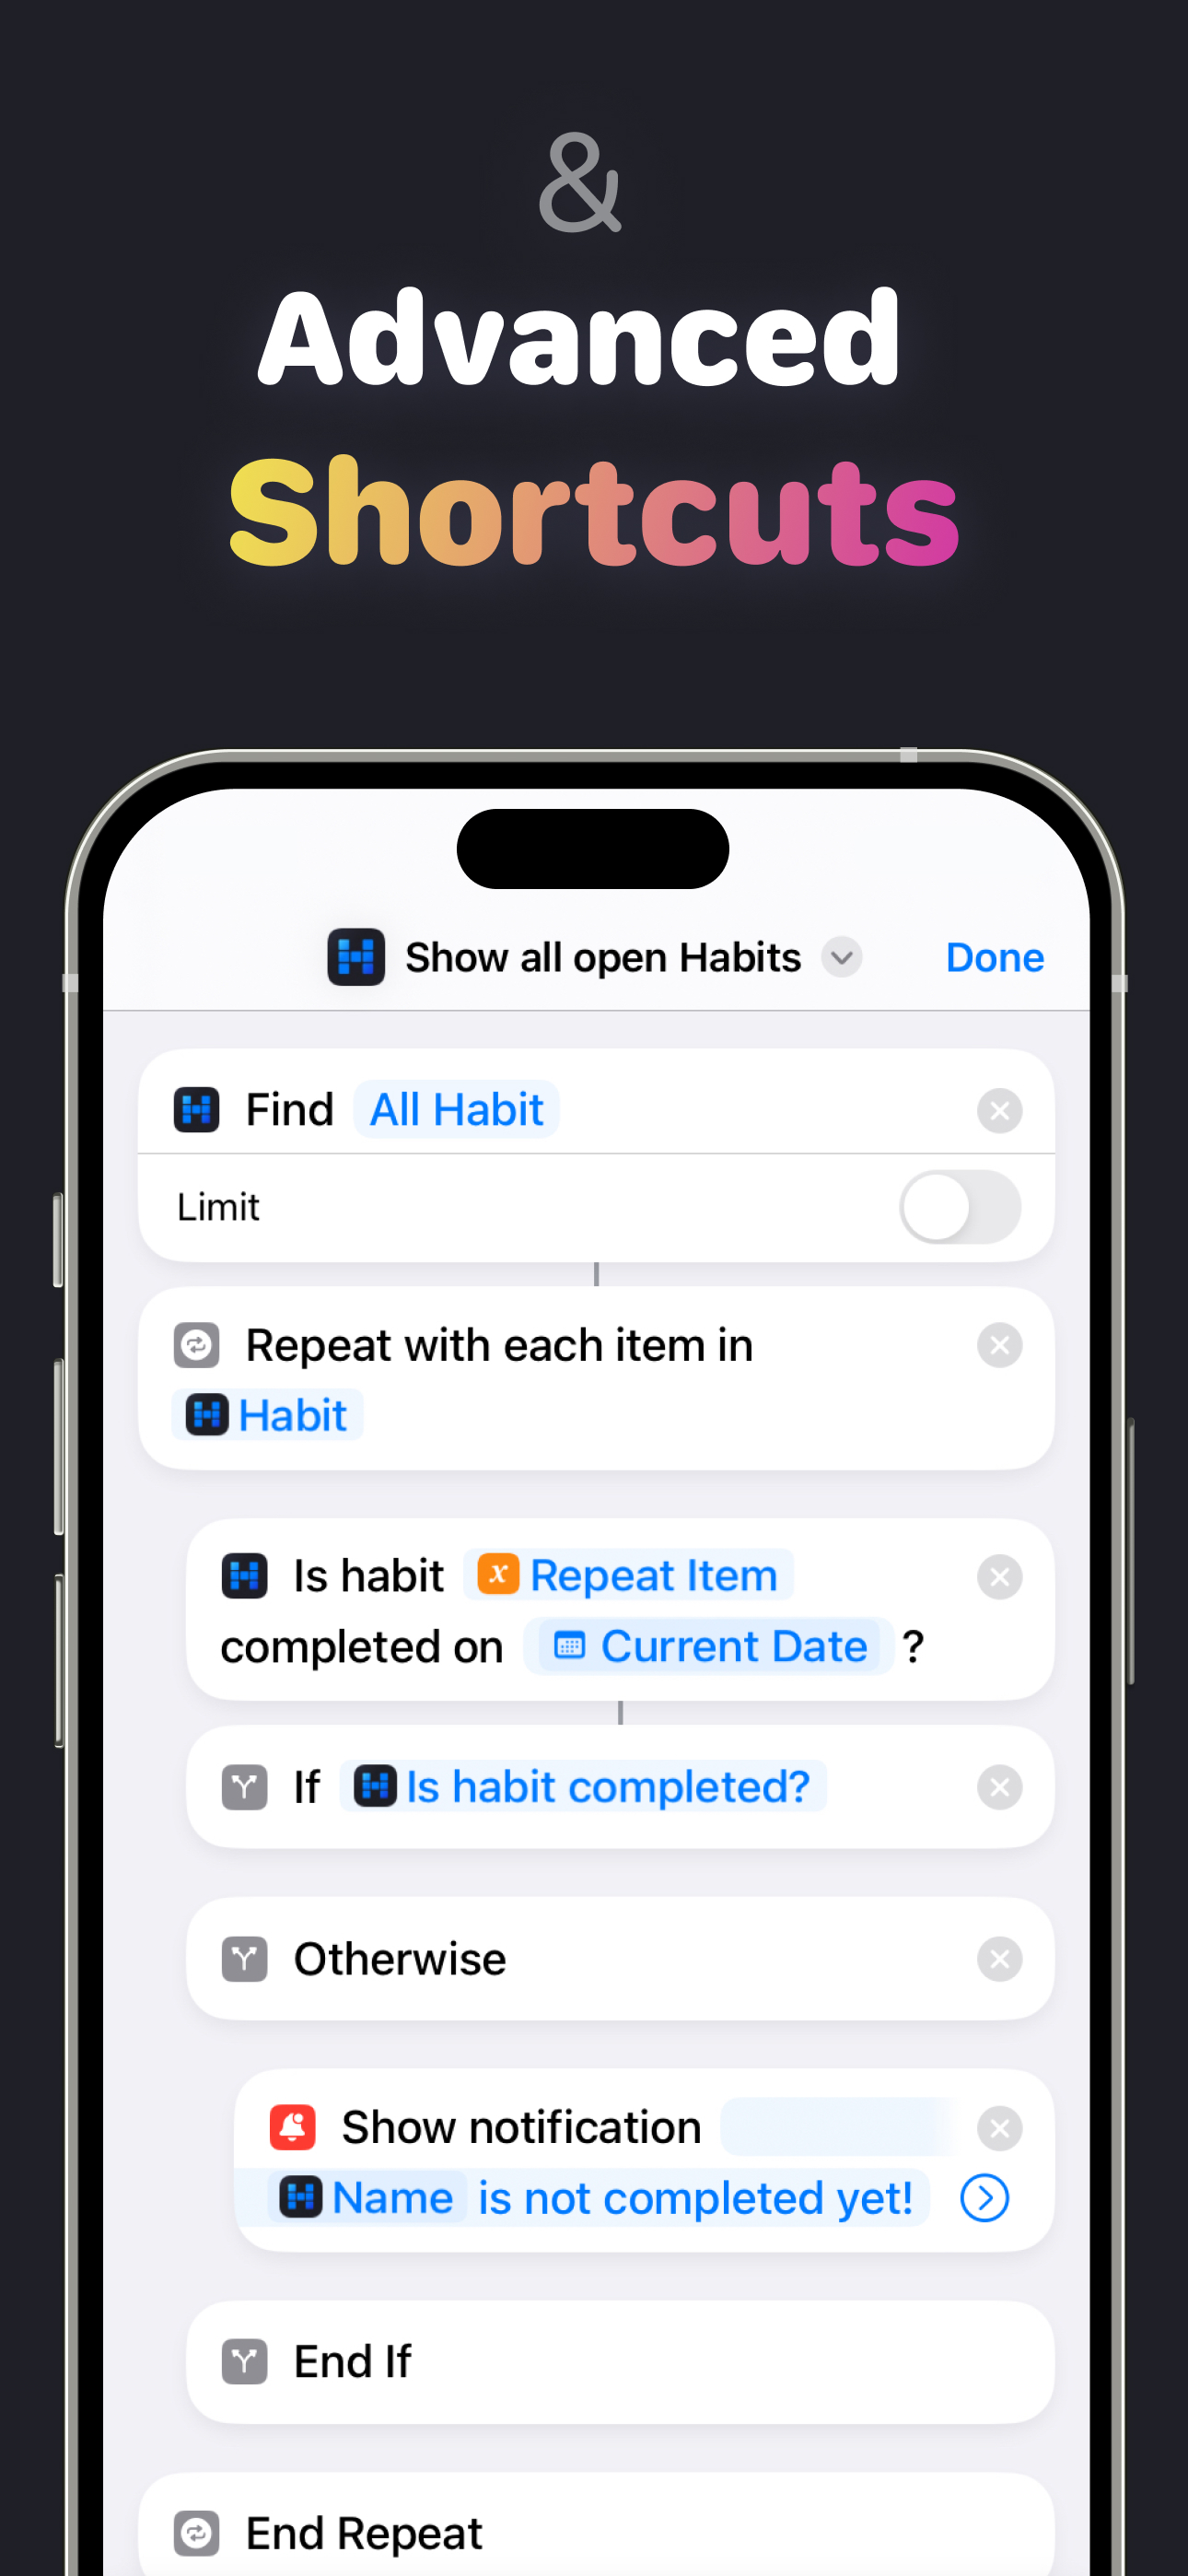 &
Advanced
Shortcuts
Show all open Habits
Done
Find All Habit
Limit
Repeat with each item in
Habit
Is habit Repeat Item
completed on Current Date ?
If Is habit completed?
Otherwise
Show notification
Name is not completed yet!
End If
End Repeat